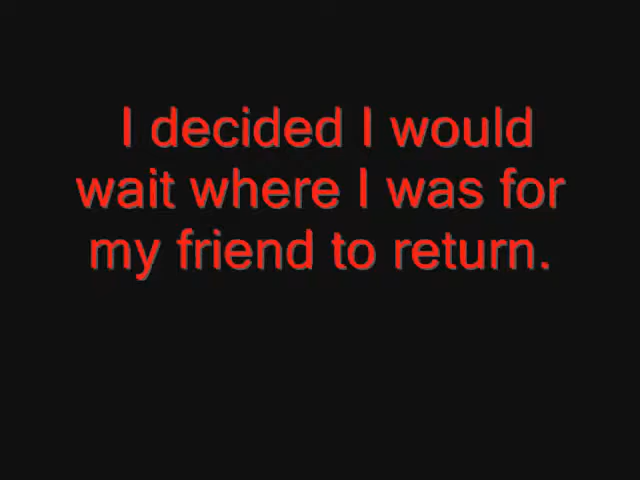 I decided I would
wait where I was for
my friend to return.